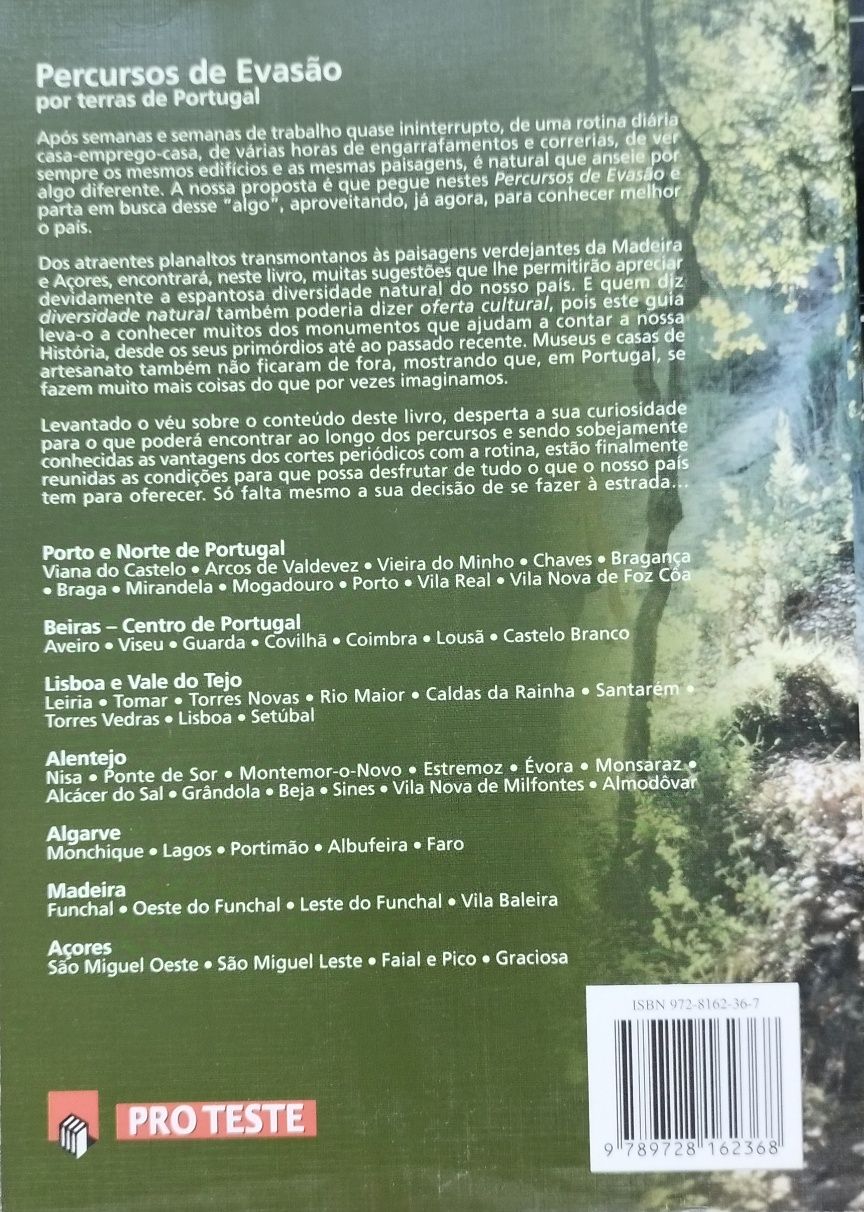 Percursos de Evasão
por terras de Portugal
Após semanas e semanas de trabalho quase ininterrupto, de uma rotina diária
casa-emprego-casa, de várias horas de engarrafamentos e correrias, de ver
sempre os mesmos edifícios e as mesmas paisagens, é natural que anseie por
algo diferente. A nossa proposta é que pegue nestes Percursos de Evasão e
parta em busca desse "algo", aproveitando, já agora, para conhecer melhor
o país.
Dos atraentes planaltos transmontanos às paisagens verdejantes da Madeira
e Açores, encontrará, neste livro, muitas sugestões que lhe permitirão apreciar
devidamente a espantosa diversidade natural do nosso país. E quem diz
diversidade natural também poderia dizer oferta cultural, pois este guia
leva-o a conhecer muitos dos monumentos que ajudam a contar a nossa
História, desde os seus primórdios até ao passado recente. Museus e casas de
artesanato também não ficaram de fora, mostrando que, em Portugal, se
fazem muito mais coisas do que por vezes imaginamos.
Levantado o véu sobre o conteúdo deste livro, desperta a sua curiosidade
para o que poderá encontrar ao longo dos percursos e sendo sobejamente
conhecidas as vantagens dos cortes periódicos com a rotina, estão finalmente
reunidas as condições para que possa desfrutar de tudo o que o nosso país
tem para oferecer. Só falta mesmo a sua decisão de se fazer à estrada...
Porto e Norte de Portugal
Viana do Castelo • Arcos de Valdevez • Vieira do Minho • Chaves • Bragança
• Braga • Mirandela • Mogadouro • Porto • Vila Real • Vila Nova de Foz Côa
Beiras – Centro de Portugal
Aveiro • Viseu • Guarda • Covilhã • Coimbra • Lousã • Castelo Branco
Lisboa e Vale do Tejo
Leiria • Tomar • Torres Novas • Rio Maior • Caldas da Rainha • Santarém •
Torres Vedras • Lisboa • Setúbal
Alentejo
Nisa • Ponte de Sor • Montemor-o-Novo • Estremoz • Évora • Monsaraz •
Alcácer do Sal • Grândola • Beja • Sines • Vila Nova de Milfontes • Almodôvar
Algarve
Monchique • Lagos • Portimão • Albufeira • Faro
Madeira
Funchal • Oeste do Funchal • Leste do Funchal • Vila Baleira
Açores
São Miguel Oeste • São Miguel Leste • Faial e Pico • Graciosa
ISBN 972-8162-36-7
9 789728 162368
PRO TESTE